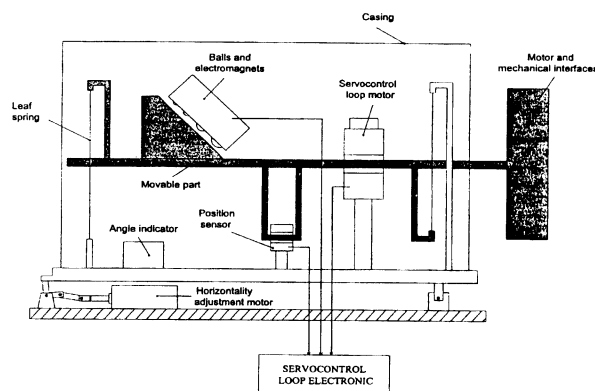 Casing
Balls and
electromagnets
Motor and
mechanical interfaces
Servocontrol
loop motor
Leaf
spring
Movable part
Position
sensor
Angle indicator
Horizontality
adjustment motor
SERVOCONTROL
LOOP ELECTRONIC